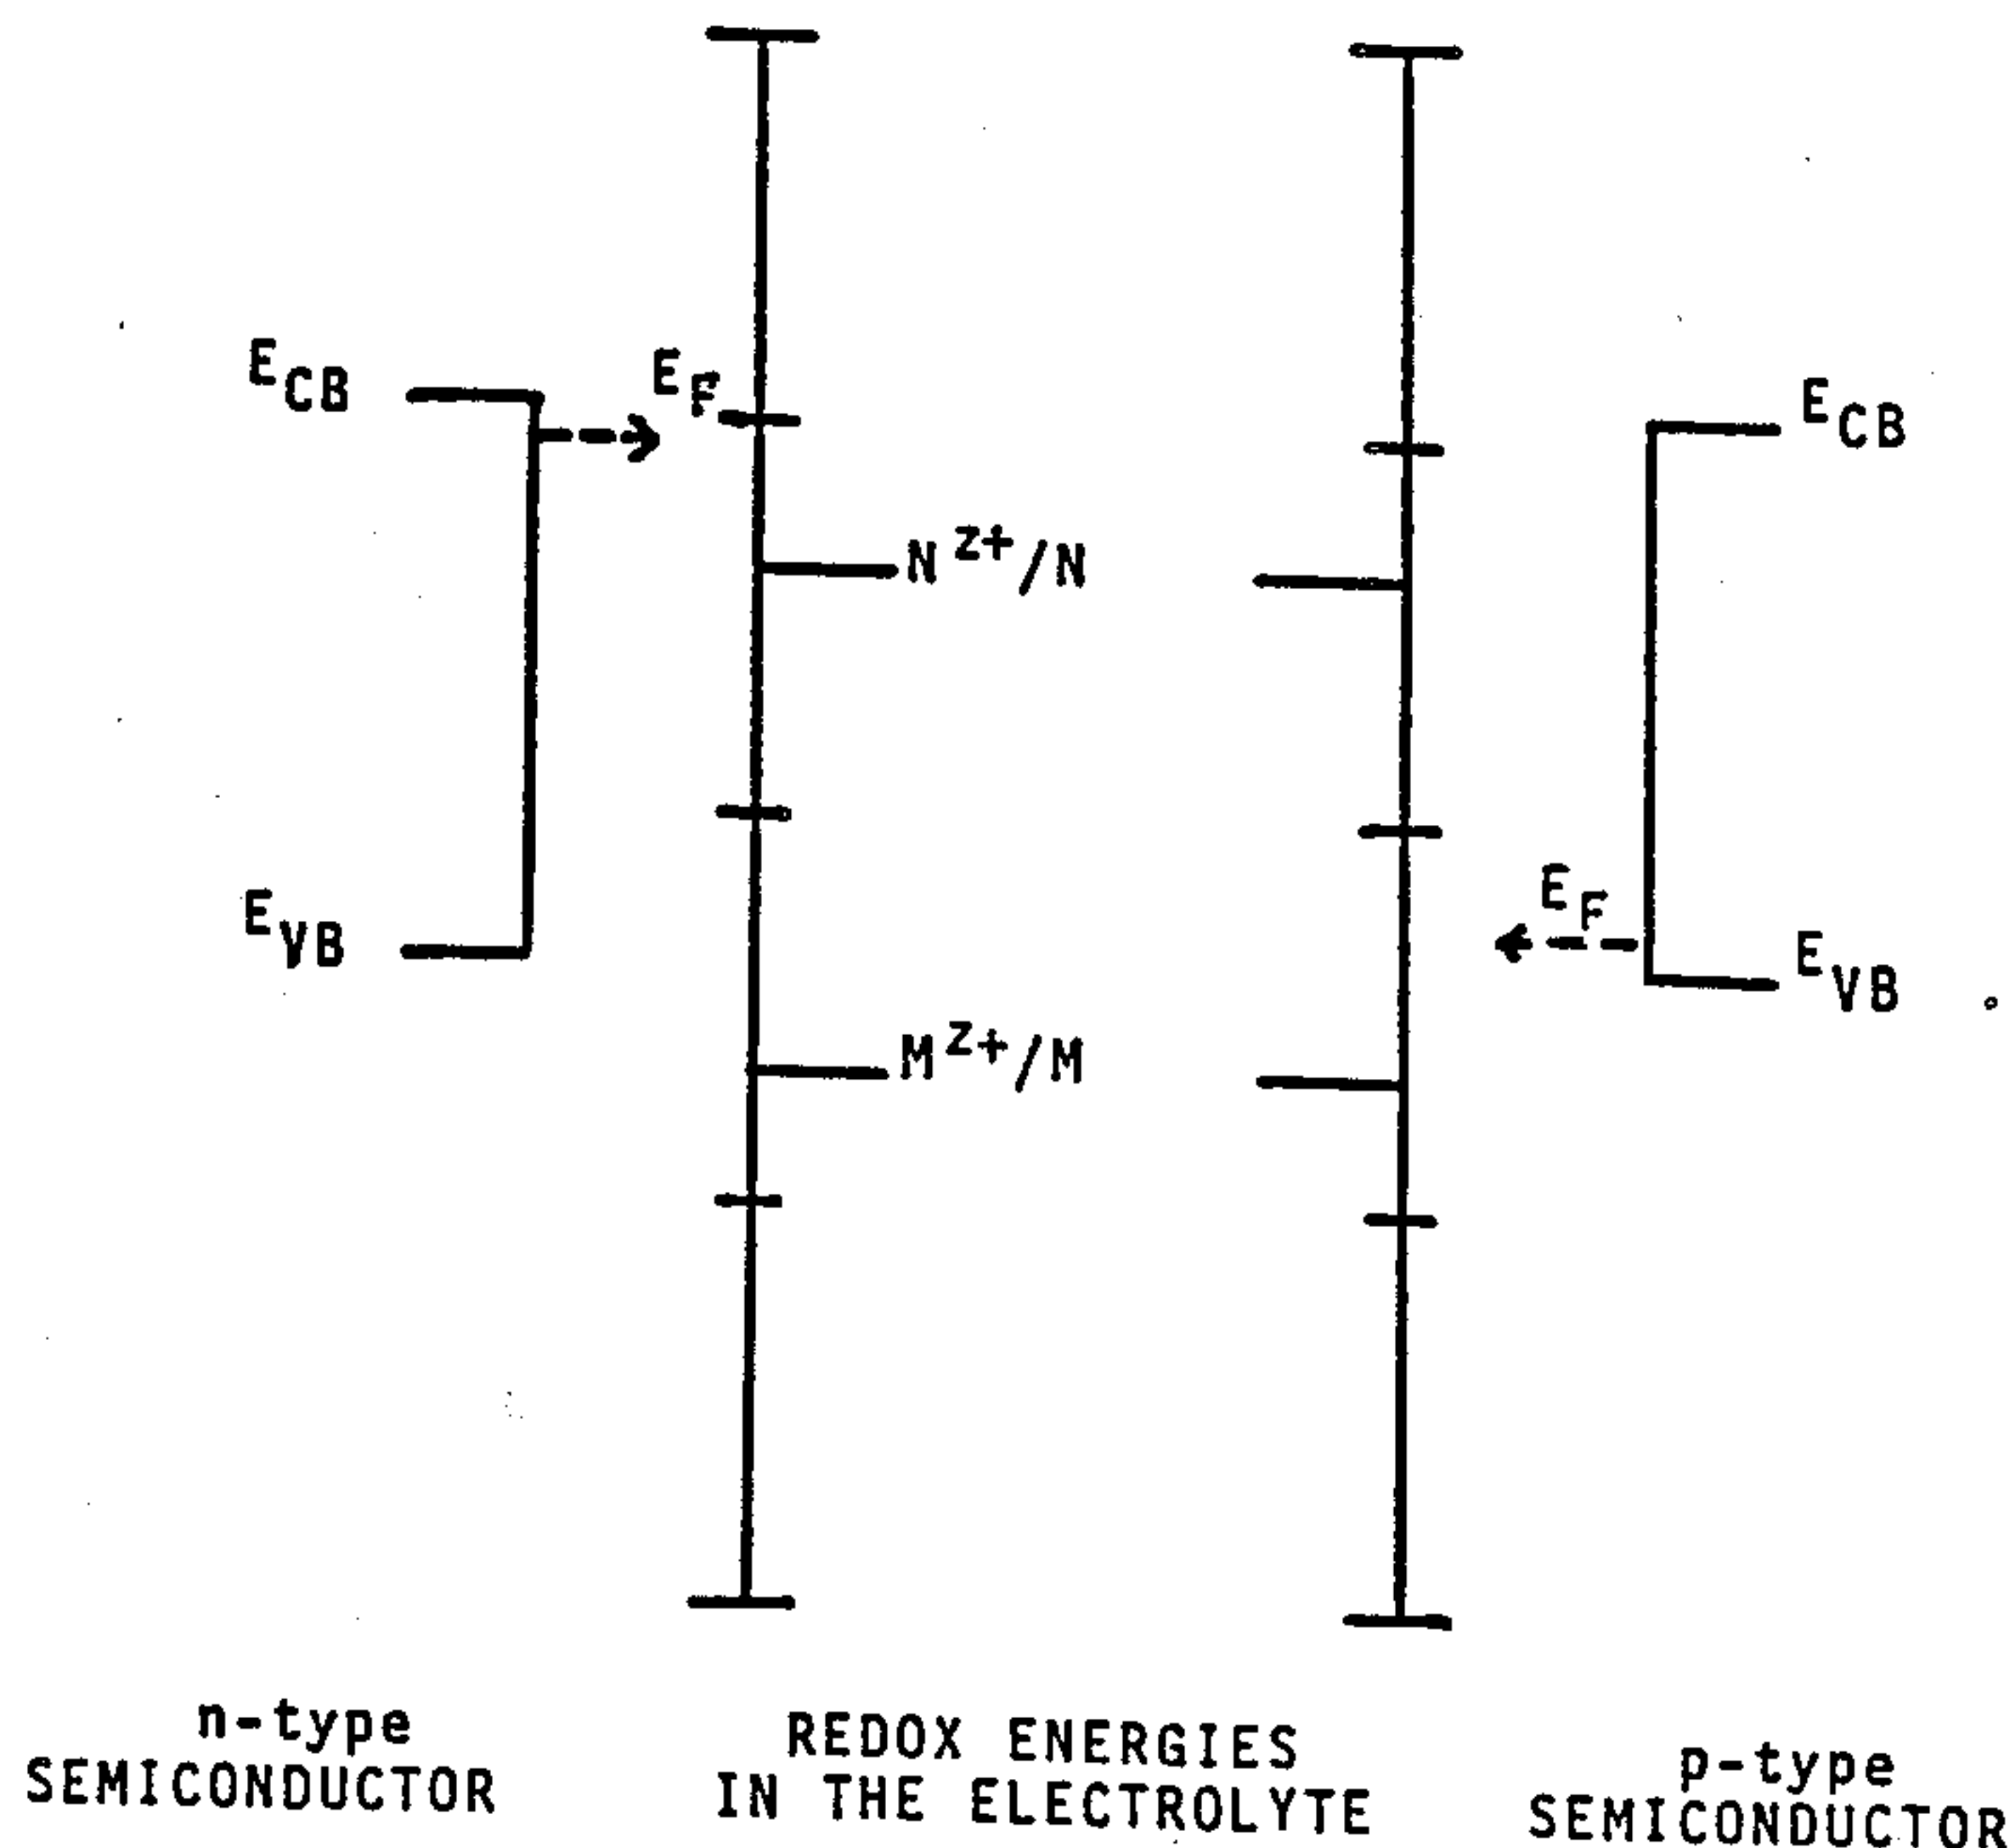 E_CB
E_F
N^z+/N
E_CB
E_VB
E_F
E_VB
M^z+/M
n-type
SEMICONDUCTOR
REDOX ENERGIES
IN THE ELECTROLYTE
p-type
SEMICONDUCTOR